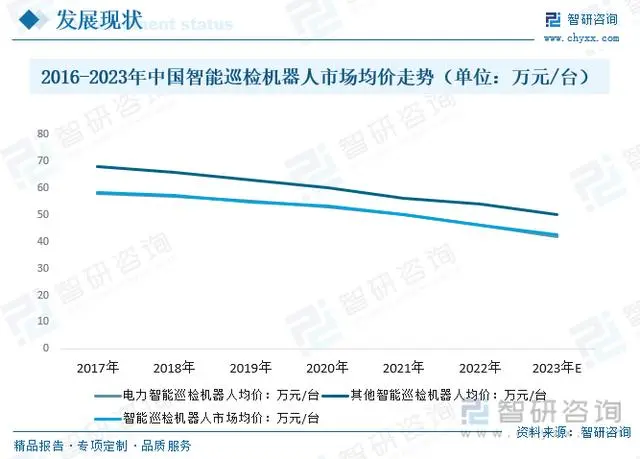 发展现状
ment status
智研咨询
www.chyxx.com
2016-2023年中国智能巡检机器人市场均价走势（单位：万元/台）
80
70
60
50
40
30
20
10
0
2017年 2018年 2019年 2020年 2021年 2022年 2023年E
电力智能巡检机器人均价：万元/台 其他智能巡检机器人均价：万元/台
智能巡检机器人市场均价：万元/台
智研咨询
精品报告·专项定制·品质服务 资料来源：智研咨询